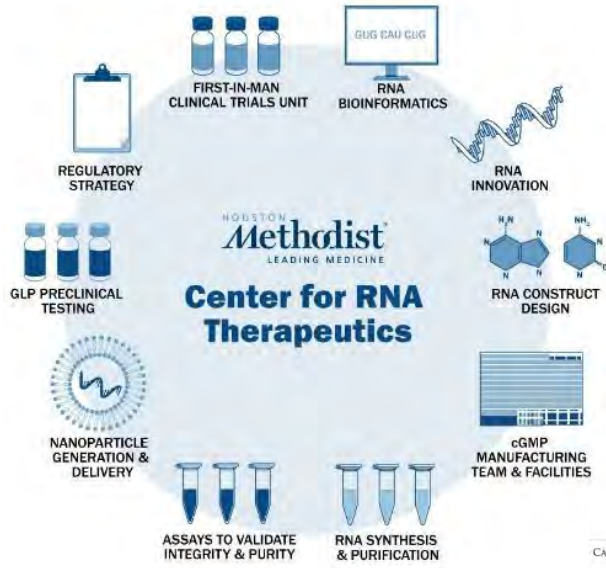 GUG CAU CUG
FIRST-IN-MAN
CLINICAL TRIALS UNIT
RNA
BIOINFORMATICS
REGULATORY
STRATEGY
RNA
INNOVATION
HOUSTON
Methodist
LEADING MEDICINE
Center for RNA
Therapeutics
GLP PRECLINICAL
TESTING
H₂N
NH₂
N
N
N
N
N
N
RNA CONSTRUCT
DESIGN
NANOPARTICLE
GENERATION &
DELIVERY
cGMP
MANUFACTURING
TEAM & FACILITIES
ASSAYS TO VALIDATE
INTEGRITY & PURITY
RNA SYNTHESIS
& PURIFICATION